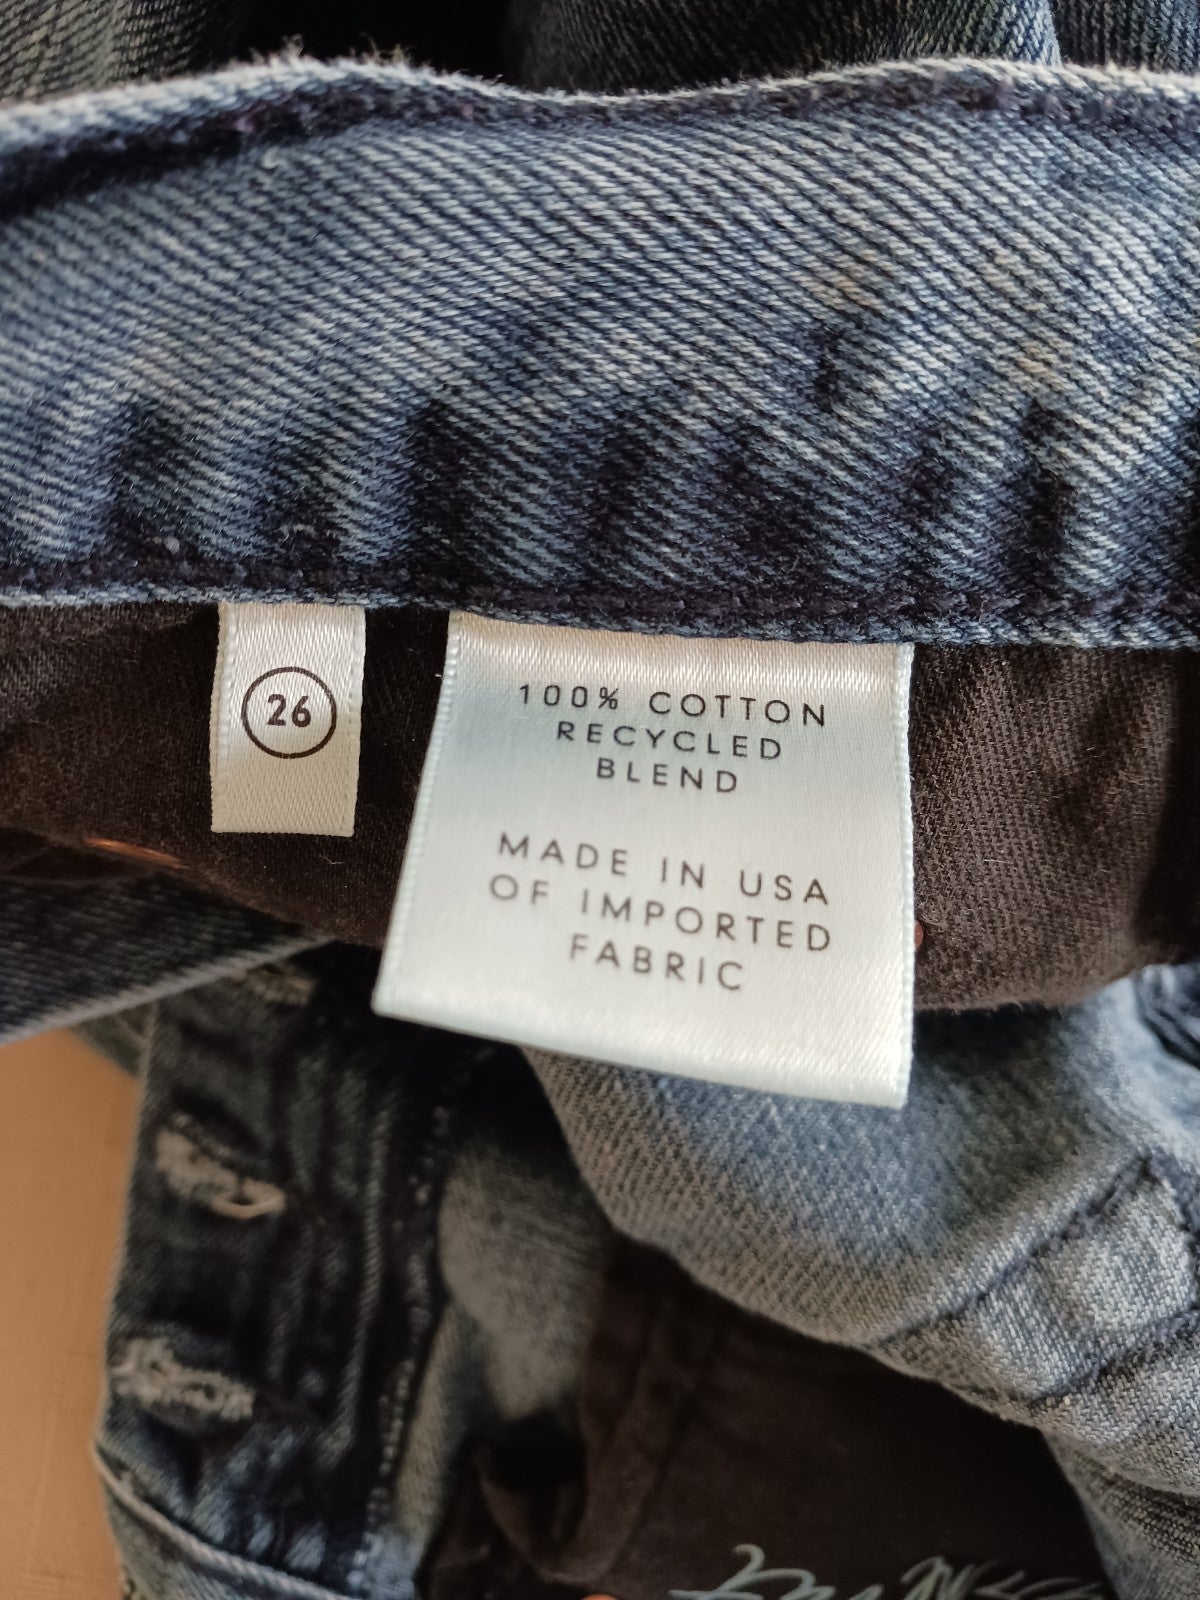 26
100% COTTON
RECYCLED
BLEND
MADE IN USA
OF IMPORTED
FABRIC